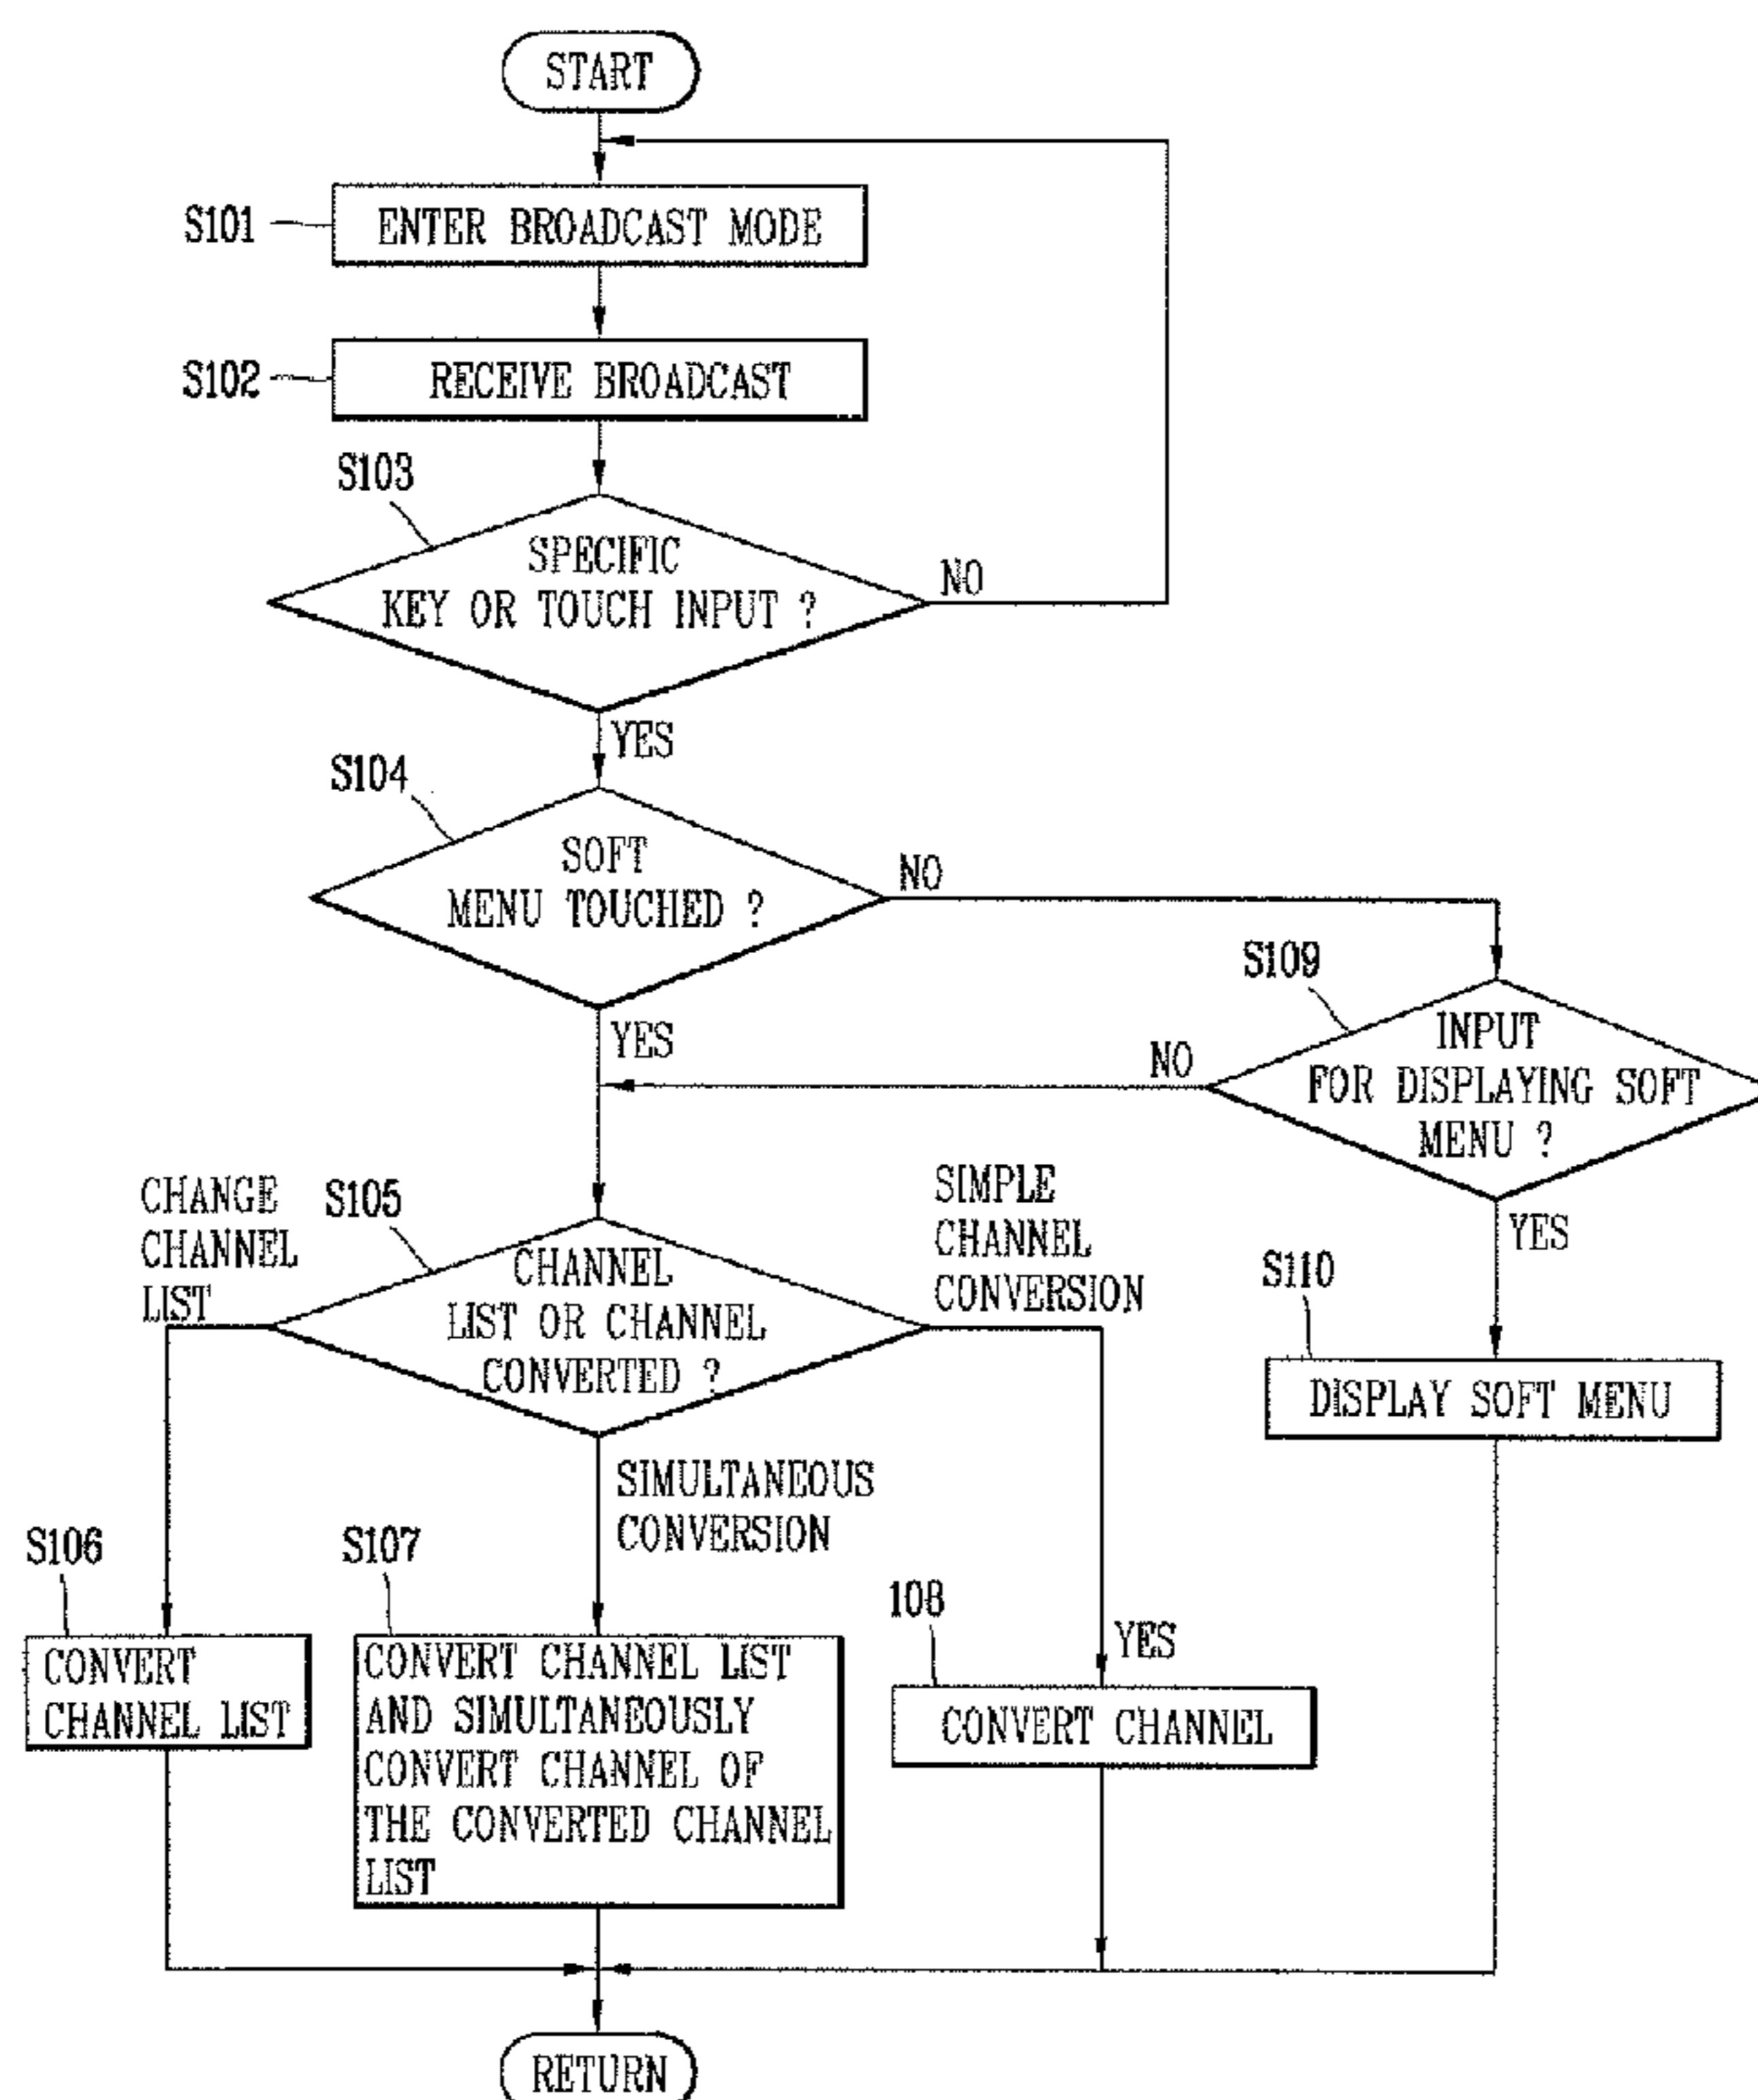 START
S101
ENTER BROADCAST MODE
S102
RECEIVE BROADCAST
S103
SPECIFIC
KEY OR TOUCH INPUT ?
NO
YES
S104
SOFT
MENU TOUCHED ?
NO
YES
S109
INPUT
FOR DISPLAYING SOFT
MENU ?
NO
YES
S110
DISPLAY SOFT MENU
CHANGE
CHANNEL
LIST
S105
CHANNEL
LIST OR CHANNEL
CONVERTED ?
SIMPLE
CHANNEL
CONVERSION
SIMULTANEOUS
CONVERSION
S106
CONVERT
CHANNEL LIST
S107
CONVERT CHANNEL LIST
AND SIMULTANEOUSLY
CONVERT CHANNEL OF
THE CONVERTED CHANNEL
LIST
108
YES
CONVERT CHANNEL
RETURN